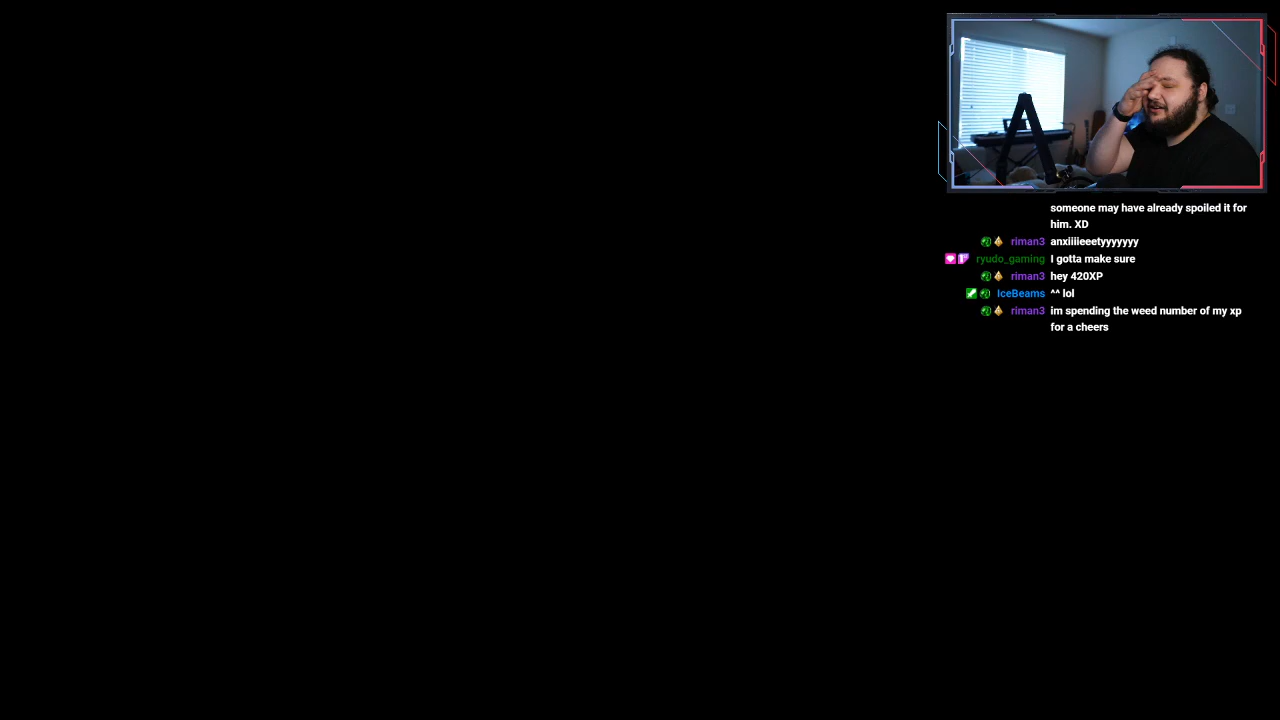 someone may have already spoiled it for
him. XD
riman3 anxiiiieeetyyyyyyy
ryudo_gaming I gotta make sure
riman3 hey 420XP
IceBeams ^^ lol
riman3 im spending the weed number of my xp
for a cheers